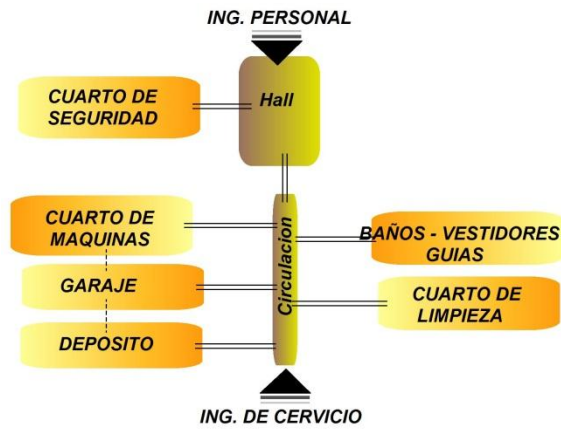 ING. PERSONAL
Hall
CUARTO DE
SEGURIDAD
Circulacion
CUARTO DE
MAQUINAS
BAÑOS - VESTIDORES
GUIAS
GARAJE
CUARTO DE
LIMPIEZA
DEPOSITO
ING. DE CERVICIO